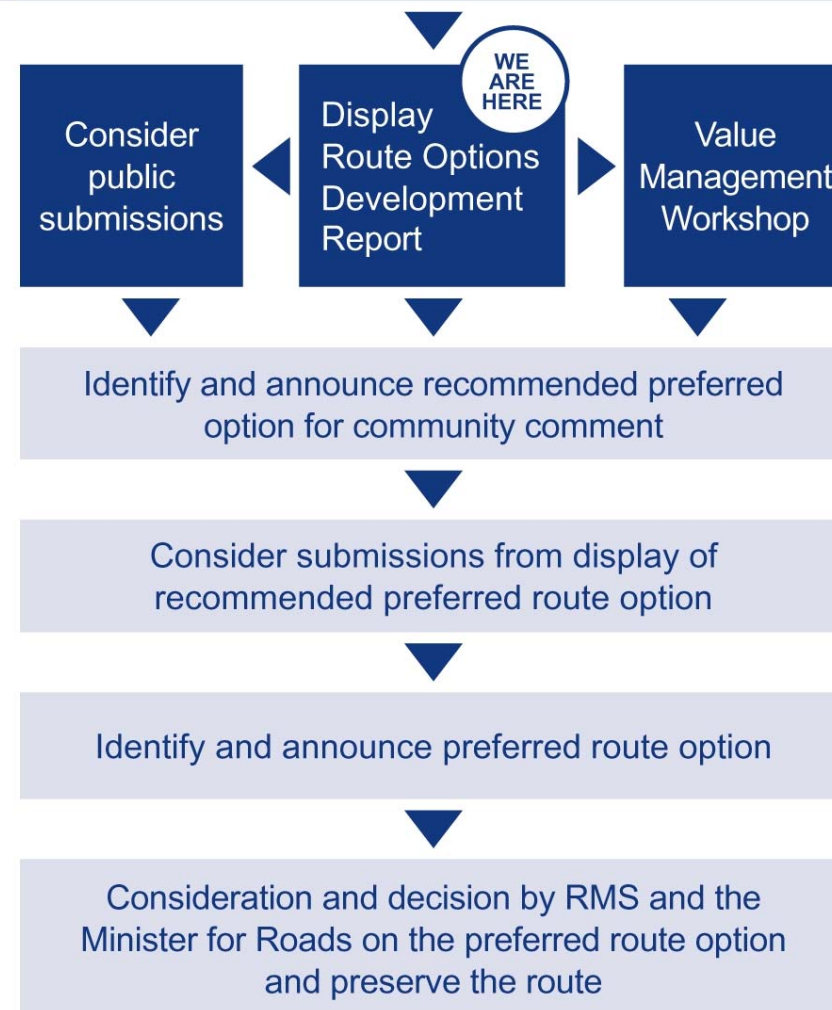 Consider
public
submissions
Display
Route Options
Development
Report
WE
ARE
HERE
Value
Management
Workshop
Identify and announce recommended preferred
option for community comment
Consider submissions from display of
recommended preferred route option
Identify and announce preferred route option
Consideration and decision by RMS and the
Minister for Roads on the preferred route option
and preserve the route